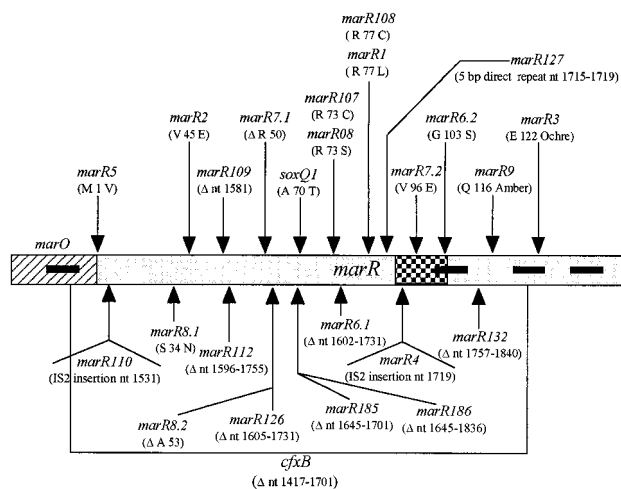 marR108
(R 77 C)
marR1
(R 77 L)
marR127
(5 bp direct repeat nt 1715-1719)
marR2
(V 45 E)
marR7.1
(Δ R 50)
marR107
(R 73 C)
marR08
(R 73 S)
marR6.2
(G 103 S)
marR3
(E 122 Ochre)
marR5
(M 1 V)
marR109
(Δ nt 1581)
soxQ1
(A 70 T)
marR7.2
(V 96 E)
marR9
(Q 116 Amber)
marO
marR
marR110
(IS2 insertion nt 1531)
marR8.1
(S 34 N)
marR112
(Δ nt 1596-1755)
marR6.1
(Δ nt 1602-1731)
marR4
(IS2 insertion nt 1719)
marR132
(Δ nt 1757-1840)
marR8.2
(Δ A 53)
marR126
(Δ nt 1605-1731)
marR185
(Δ nt 1645-1701)
marR186
(Δ nt 1645-1836)
cfxB
(Δ nt 1417-1701)